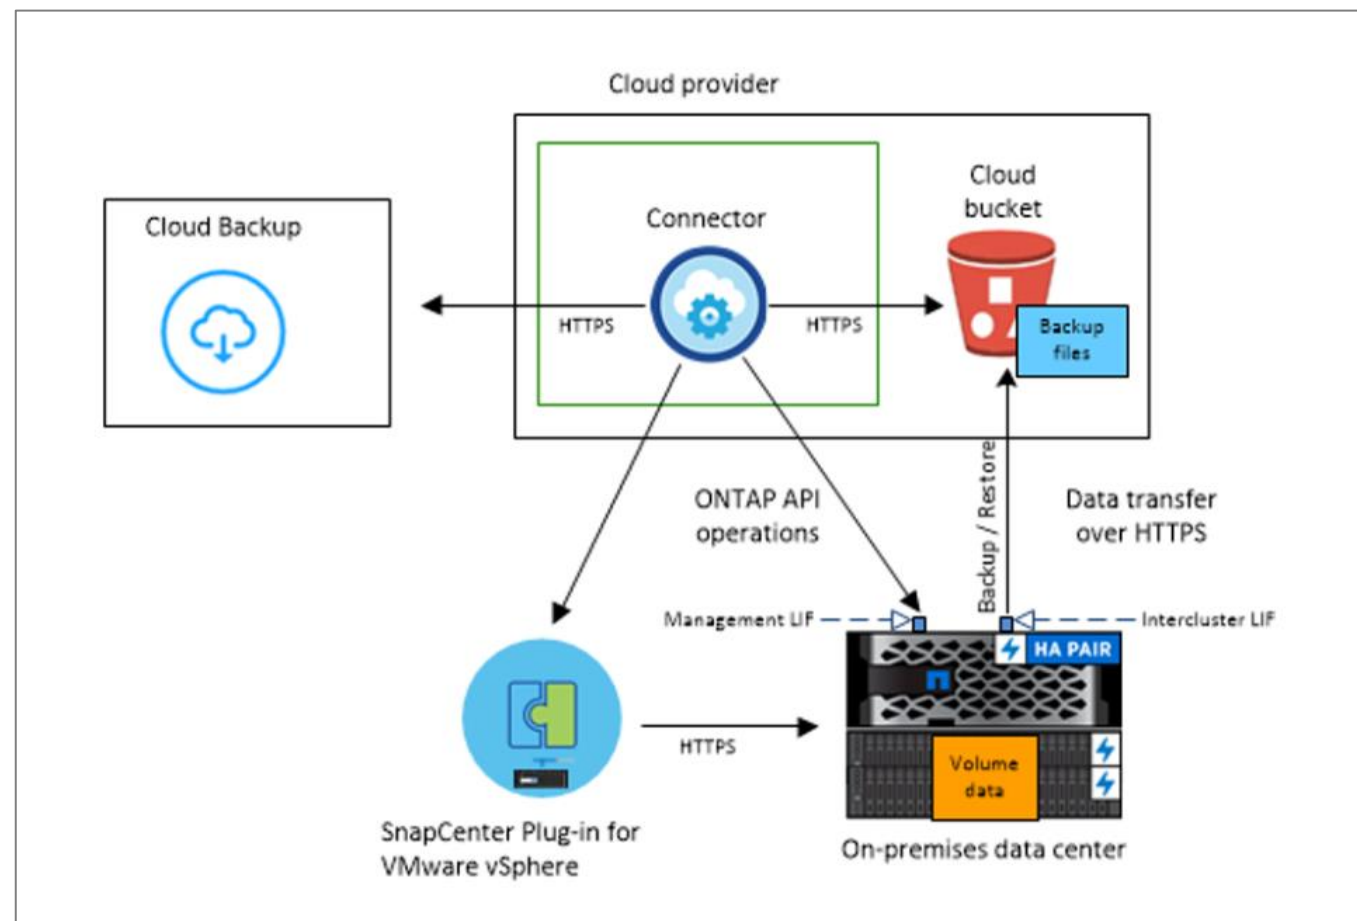 Cloud provider
Cloud Backup
Connector
Cloud
bucket
HTTPS
HTTPS
Backup
files
ONTAP API
operations
Backup / Restore
Data transfer
over HTTPS
Management LIF
Intercluster LIF
HA PAIR
HTTPS
Volume
data
SnapCenter Plug-in for
VMware vSphere
On-premises data center